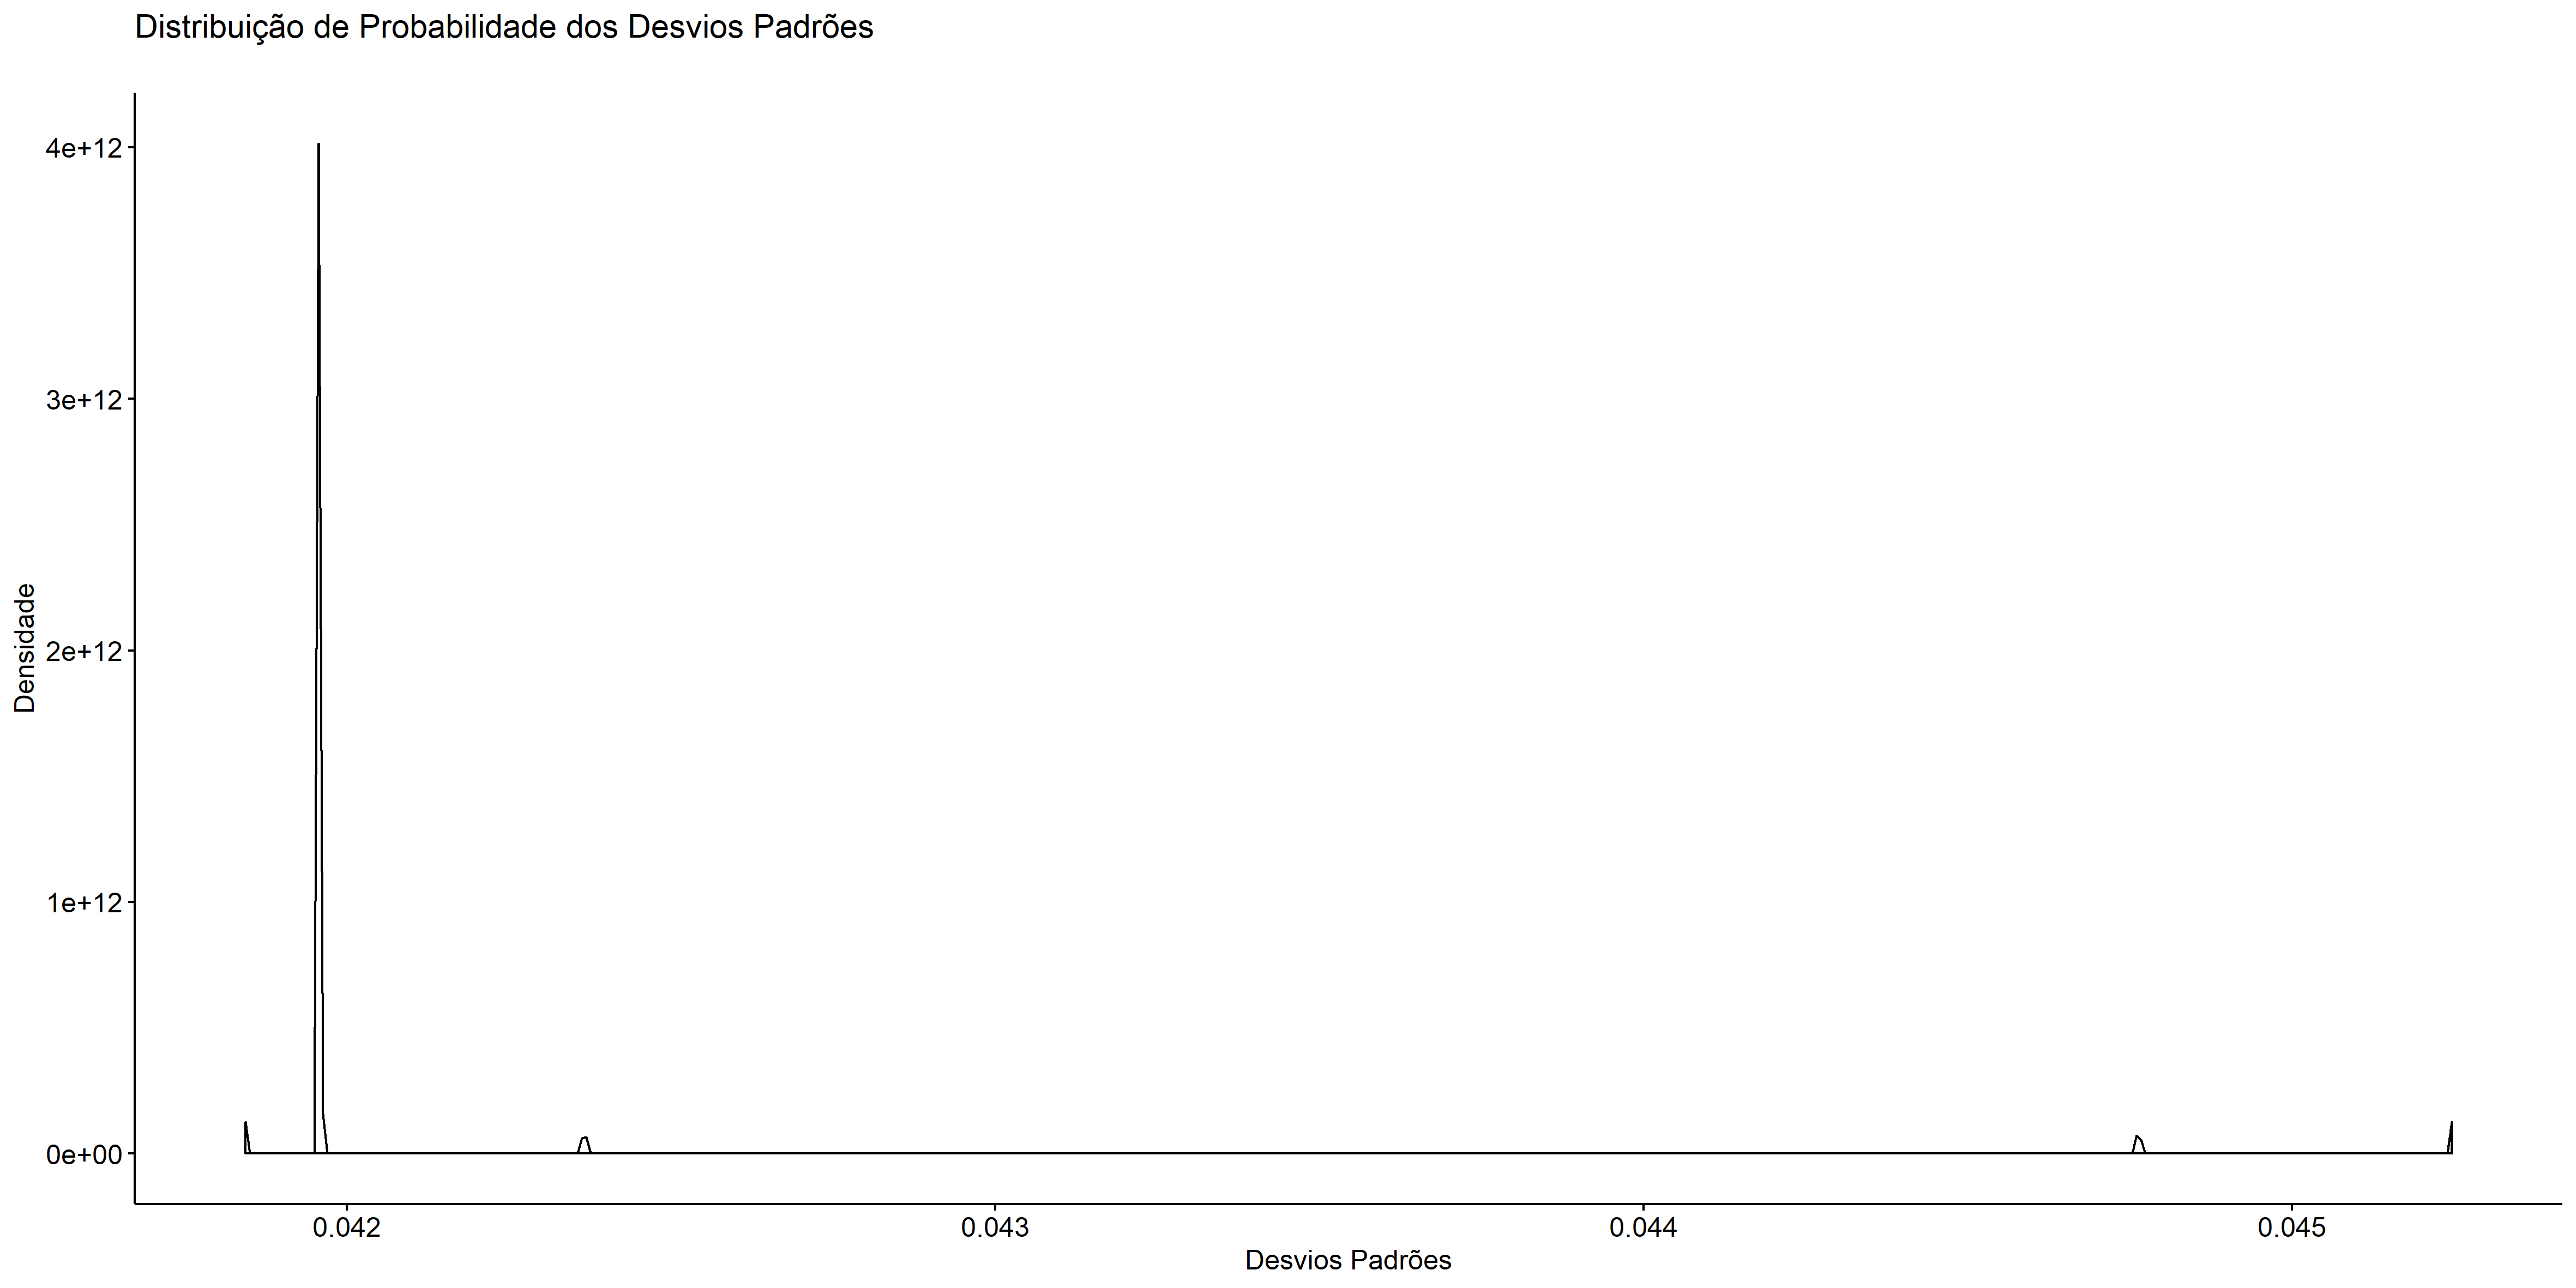 Distribuição de Probabilidade dos Desvios Padrões
4e+12
3e+12
2e+12
1e+12
0e+00
Densidade
0.042
0.043
0.044
0.045
Desvios Padrões